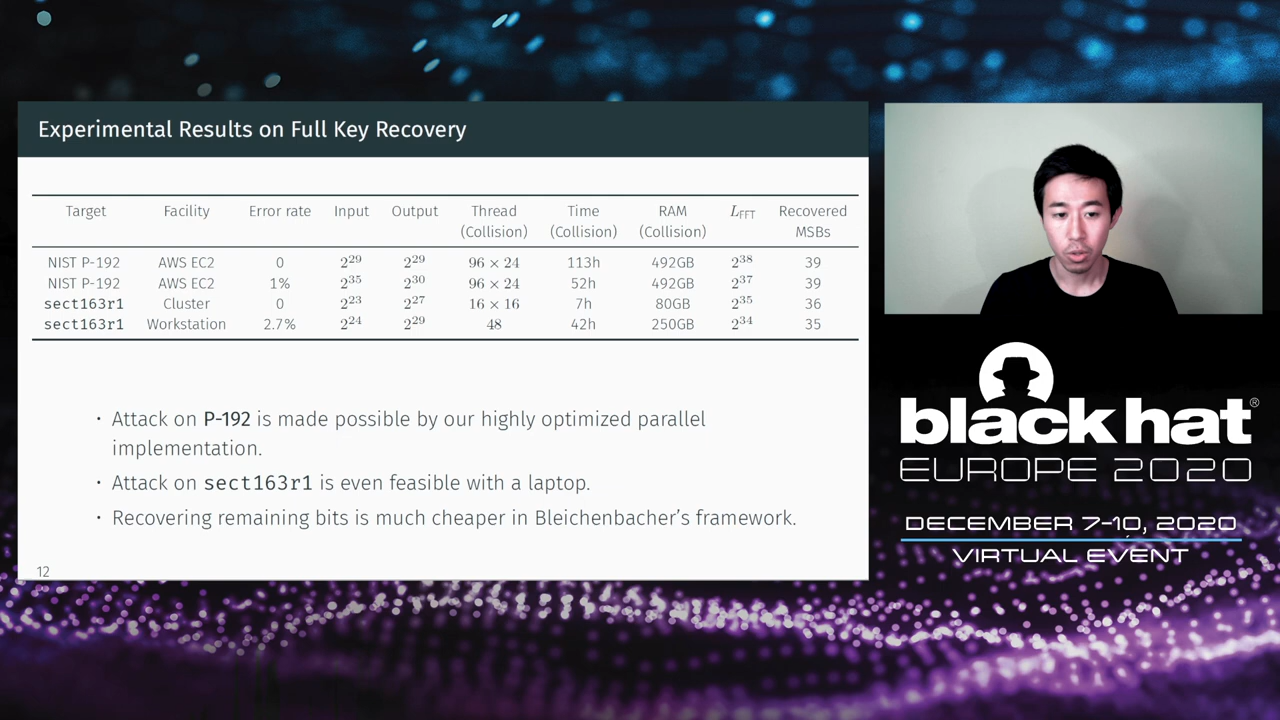 Experimental Results on Full Key Recovery
Target Facility Error rate Input Output Thread (Collision) Time (Collision) RAM (Collision) L_FFT Recovered MSBs
NIST P-192 AWS EC2 0 2^29 2^29 96 × 24 113h 492GB 2^38 39
NIST P-192 AWS EC2 1% 2^35 2^30 96 × 24 52h 492GB 2^37 39
sect163r1 Cluster 0 2^23 2^27 16 × 16 7h 80GB 2^35 36
sect163r1 Workstation 2.7% 2^24 2^29 48 42h 250GB 2^34 35
· Attack on P-192 is made possible by our highly optimized parallel
implementation.
· Attack on sect163r1 is even feasible with a laptop.
· Recovering remaining bits is much cheaper in Bleichenbacher's framework.
12
black hat®
EUROPE 2020
DECEMBER 7-10, 2020
VIRTUAL EVENT